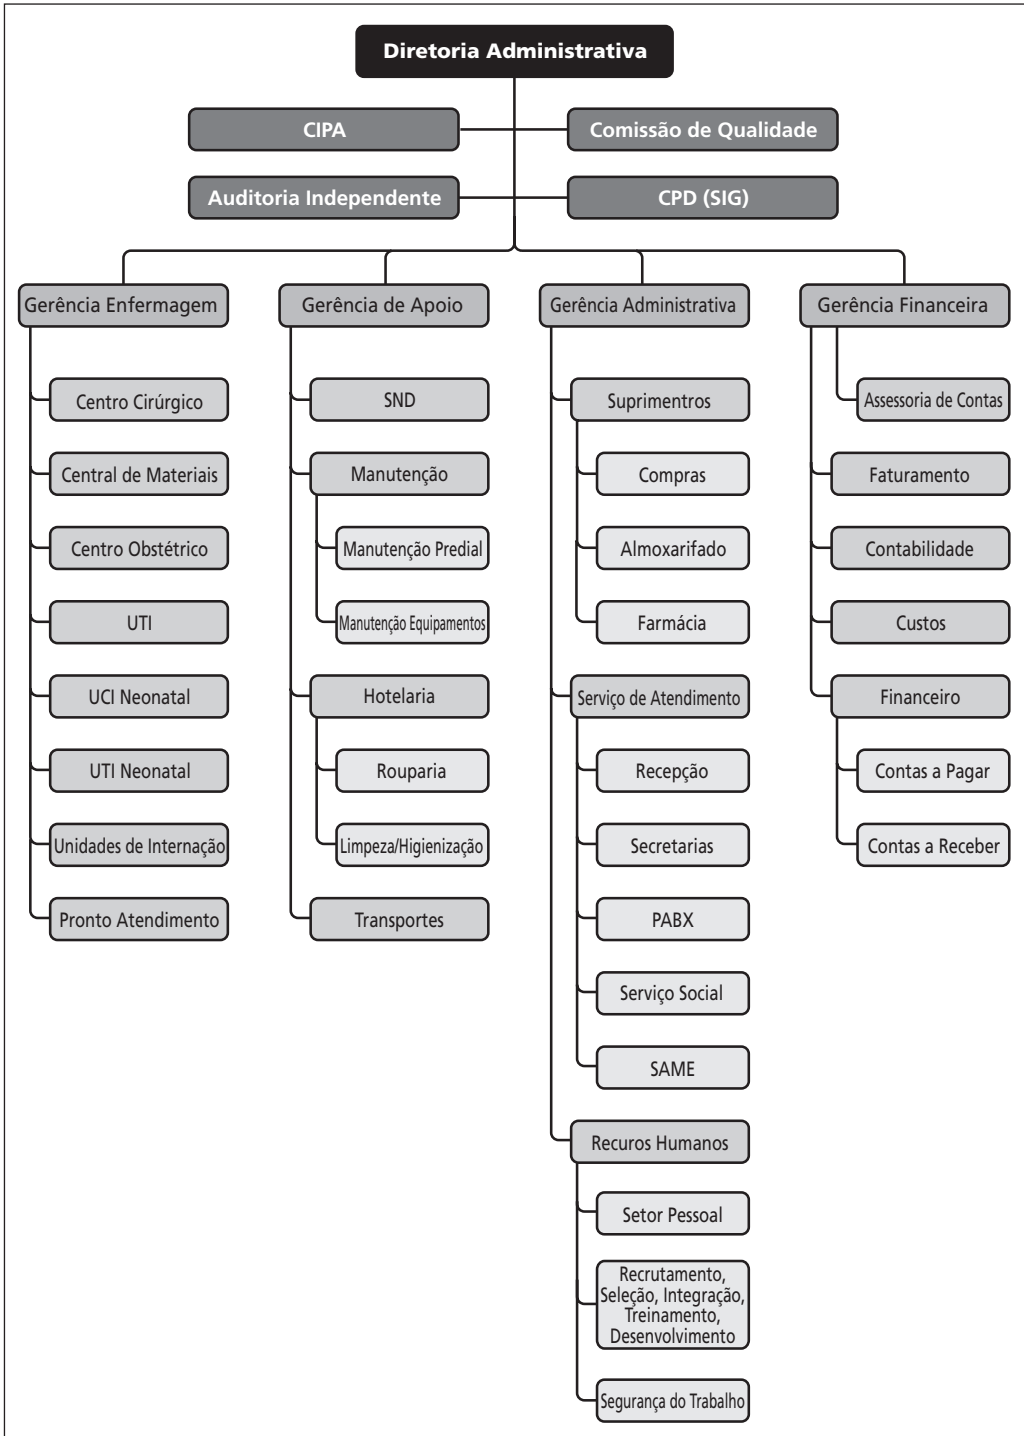 Diretoria Administrativa
CIPA
Comissão de Qualidade
Auditoria Independente
CPD (SIG)
Gerência Enfermagem
Centro Cirúrgico
Central de Materiais
Centro Obstétrico
UTI
UCI Neonatal
UTI Neonatal
Unidades de Internação
Pronto Atendimento
Gerência de Apoio
SND
Manutenção
Manutenção Predial
Manutenção Equipamentos
Hotelaria
Rouparia
Limpeza/Higienização
Transportes
Gerência Administrativa
Suprimentros
Compras
Almoxarifado
Farmácia
Serviço de Atendimento
Recepção
Secretarias
PABX
Serviço Social
SAME
Recuros Humanos
Setor Pessoal
Recrutamento,
Seleção, Integração,
Treinamento,
Desenvolvimento
Segurança do Trabalho
Gerência Financeira
Assessoria de Contas
Faturamento
Contabilidade
Custos
Financeiro
Contas a Pagar
Contas a Receber